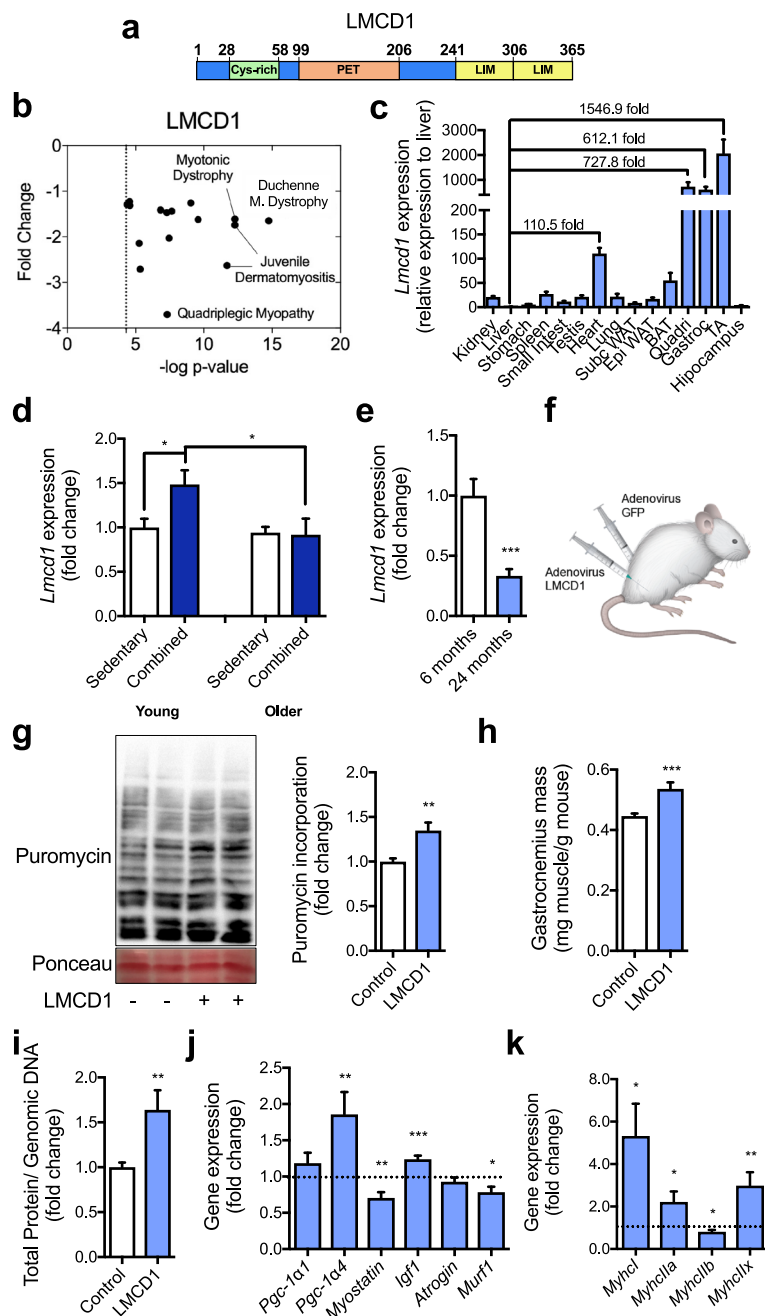 LMCD1
a
1 28 58 99 206 241 306 365
Cys-rich PET LIM LIM
b
LMCD1
Fold Change
0
-1
-2
-3
-4
Myotonic
Dystrophy
Duchenne
M. Dystrophy
Juvenile
Dermatomyositis
Quadriplegic Myopathy
0 -5 -10 -15 20
-log p-value
c
Lmcd1 expression
(relative expression to liver)
3000
2000
1000
200
150
100
50
0
1546.9 fold
612.1 fold
727.8 fold
110.5 fold
Kidney
Liver
Stomach
Spleen
Small Intest
Testis
Heart
Lung
Subc WAT
Epi WAT
BAT
Quadri
Gastroc
TA
Hipocampus
d
Lmcd1 expression
(fold change)
2.0
1.5
1.0
0.5
0.0
* *
Sedentary
Combined
Sedentary
Combined
Young Older
e
Lmcd1 expression
(fold change)
1.5
1.0
0.5
0.0
***
6 months
24 months
f
Adenovirus
GFP
Adenovirus
LMCD1
g
Puromycin
Ponceau
LMCD1 - - + +
Puromycin incorporation
(fold change)
2.0
1.5
1.0
0.5
0.0
**
Control
LMCD1
h
Gastrocnemius mass
(mg muscle/g mouse)
0.6
0.4
0.2
0.0
***
Control
LMCD1
i
Total Protein/ Genomic DNA
(fold change)
2.0
1.5
1.0
0.5
0.0
**
Control
LMCD1
j
Gene expression
(fold change)
2.5
2.0
1.5
1.0
0.5
0.0
** ** *** *
Pgc-1α1
Pgc-1α4
Myostatin
Igf1
Atrogin
Murf1
k
Gene expression
(fold change)
8.0
6.0
4.0
2.0
0.0
* * * **
MyhcI
MyhcIIa
MyhcIIb
MyhcIIx